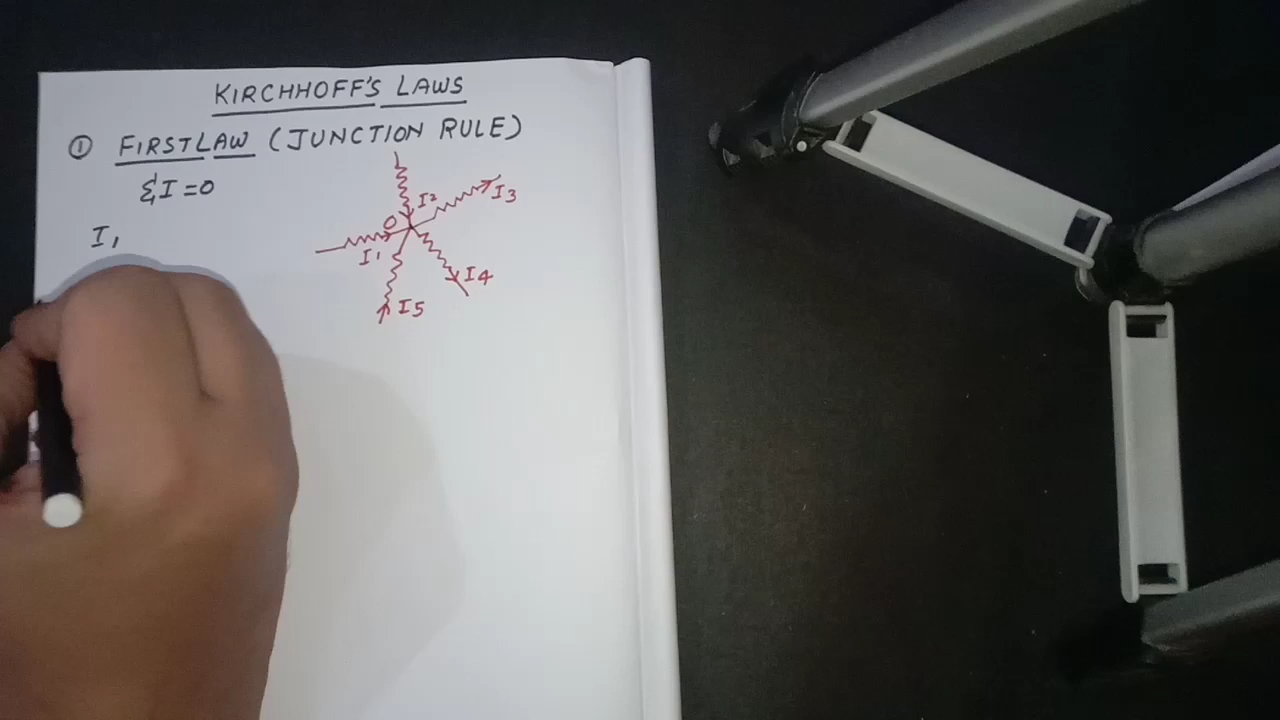 KIRCHHOFF'S LAWS
① FIRST LAW (JUNCTION RULE)
ΣI = 0
I2
I3
O
I1
I1
I4
I5